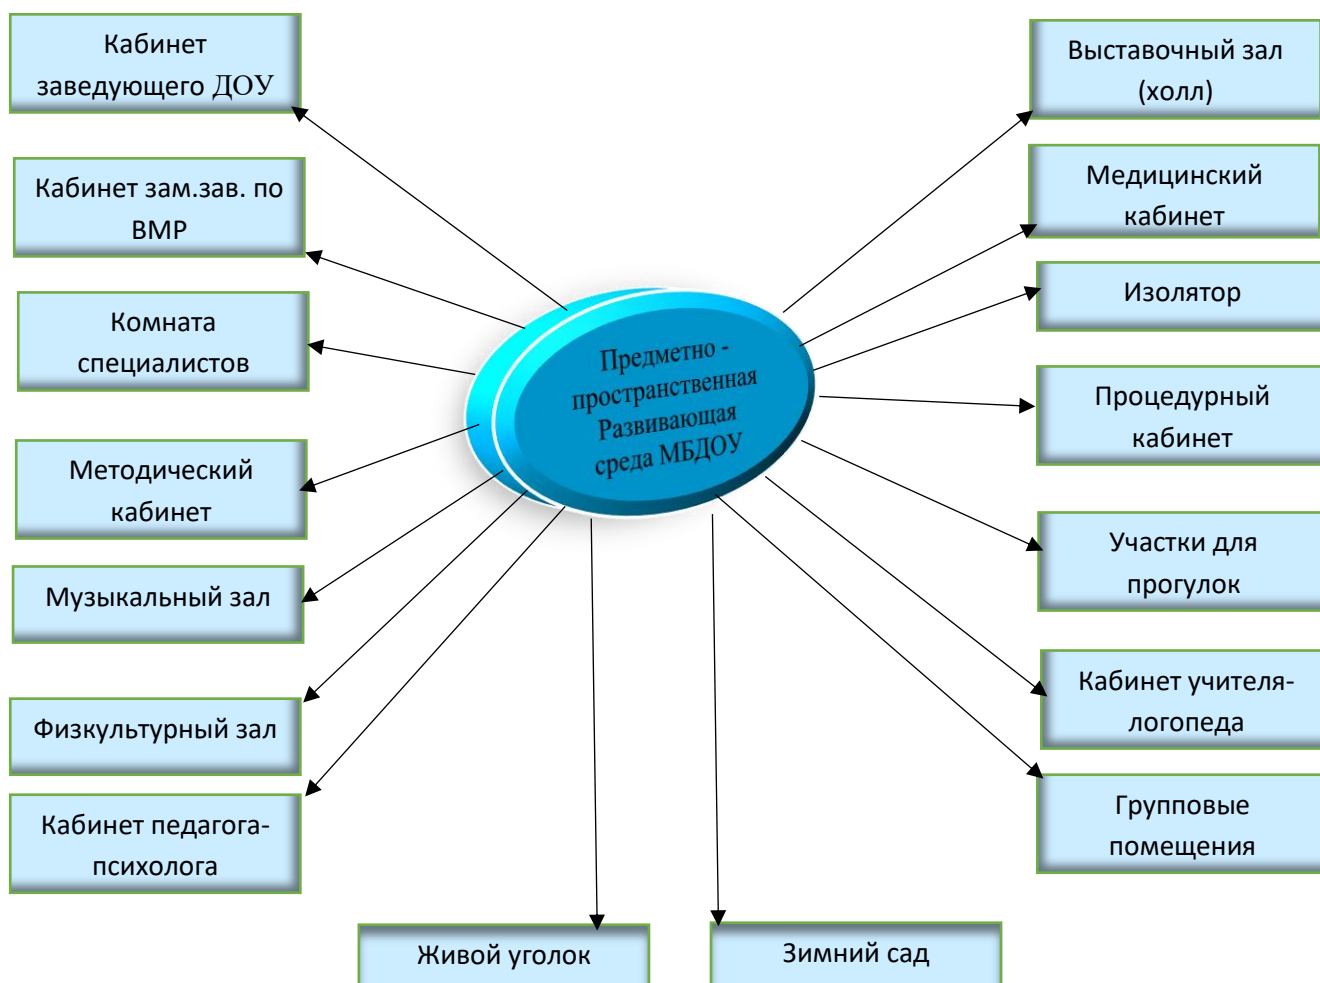 Кабинет
заведующего ДОУ
Кабинет зам.зав. по
ВМР
Комната
специалистов
Методический
кабинет
Музыкальный зал
Физкультурный зал
Кабинет педагога-
психолога
Предметно -
пространственная
Развивающая
среда МБДОУ
Выставочный зал
(холл)
Медицинский
кабинет
Изолятор
Процедурный
кабинет
Участки для
прогулок
Кабинет учителя-
логопеда
Групповые
помещения
Живой уголок
Зимний сад